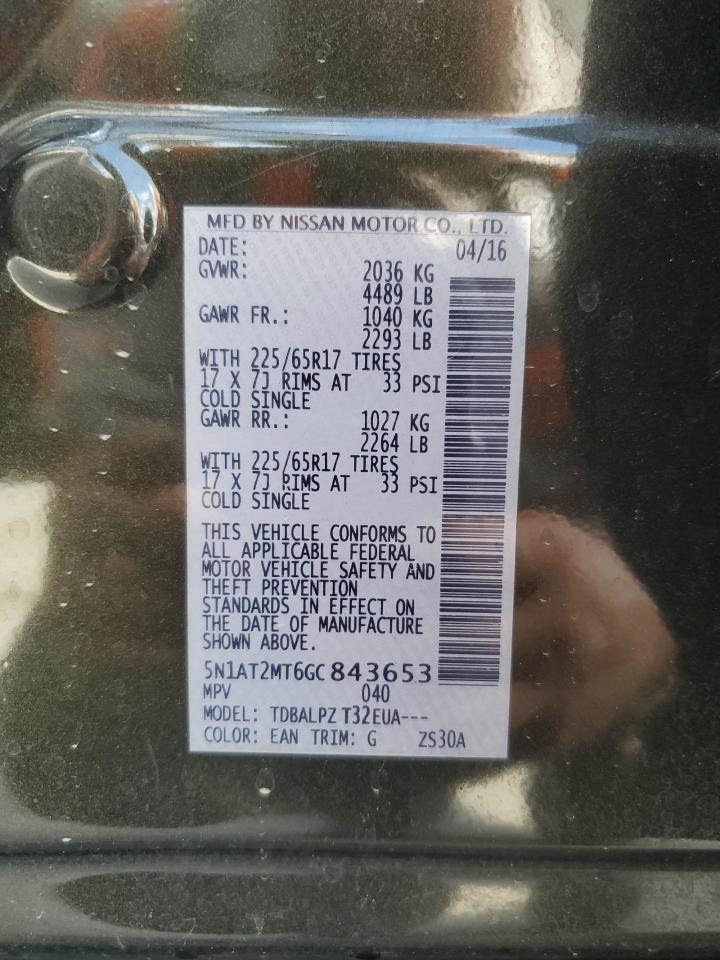 MFD BY NISSAN MOTOR CO., LTD.
DATE: 04/16
GVWR: 2036 KG
4489 LB
GAWR FR.: 1040 KG
2293 LB
WITH 225/65R17 TIRES
17 X 7J RIMS AT 33 PSI
COLD SINGLE
GAWR RR.: 1027 KG
2264 LB
WITH 225/65R17 TIRES
17 X 7J RIMS AT 33 PSI
COLD SINGLE
THIS VEHICLE CONFORMS TO
ALL APPLICABLE FEDERAL
MOTOR VEHICLE SAFETY AND
THEFT PREVENTION
STANDARDS IN EFFECT ON
THE DATE OF MANUFACTURE
SHOWN ABOVE.
5N1AT2MT6GC843653
MPV 040
MODEL: TDBALPZ T32EUA---
COLOR: EAN TRIM: G ZS30A